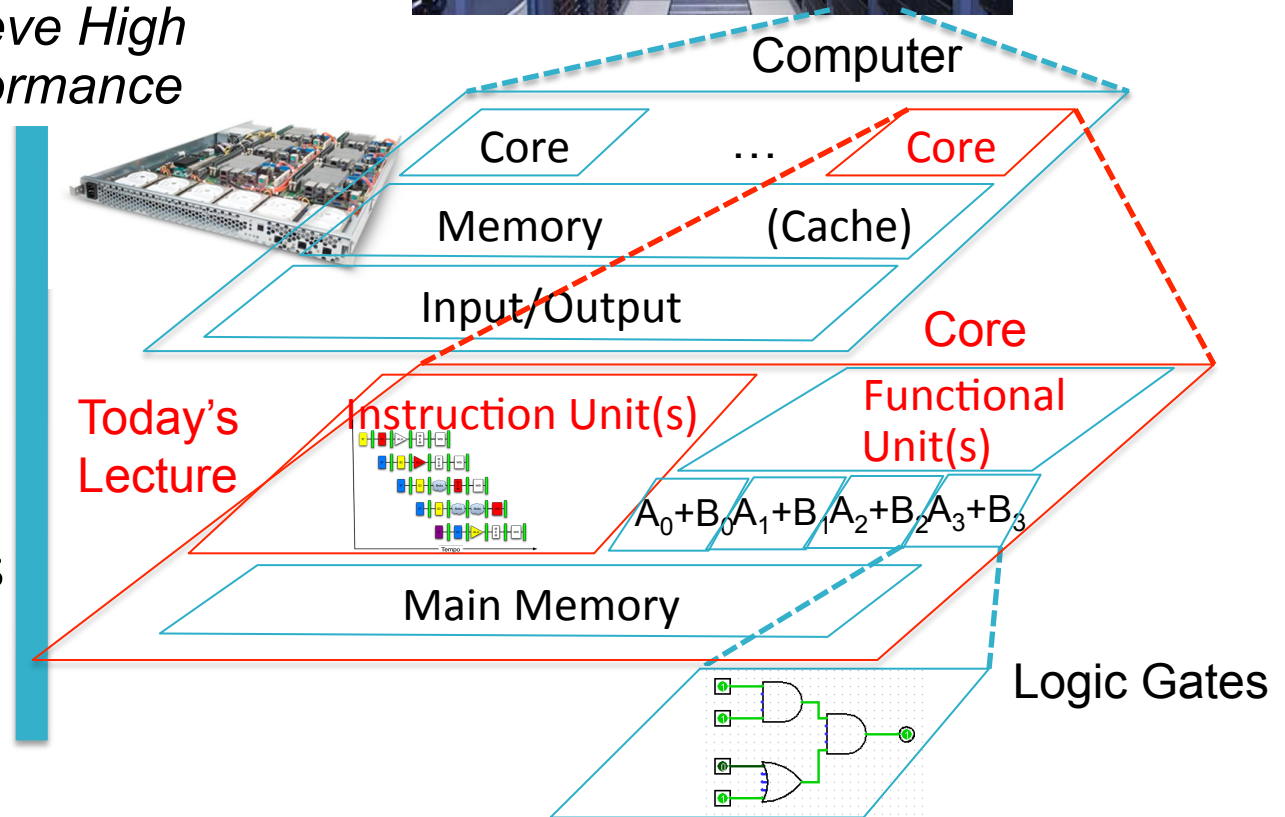 eve High
ormance
Computer
Core
…
Core
Memory
(Cache)
Input/Output
Core
Today’s
Lecture
Instruction Unit(s)
Functional
Unit(s)
Tempo
A₀+B₀ A₁+B₁ A₂+B₂ A₃+B₃
s
Main Memory
Logic Gates